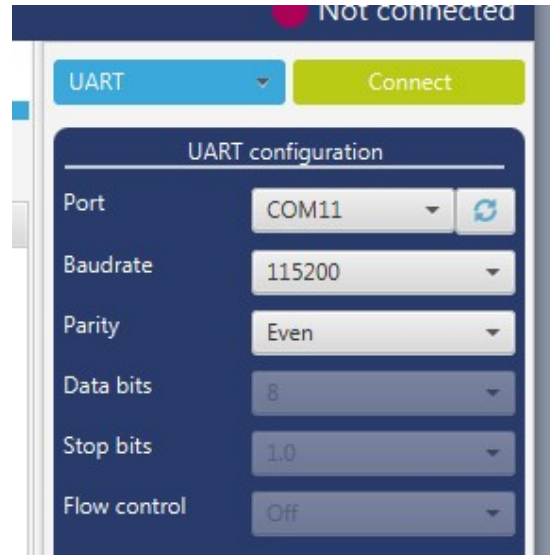 Not connected
UART Connect
UART configuration
Port COM11
Baudrate 115200
Parity Even
Data bits 8
Stop bits 1.0
Flow control Off